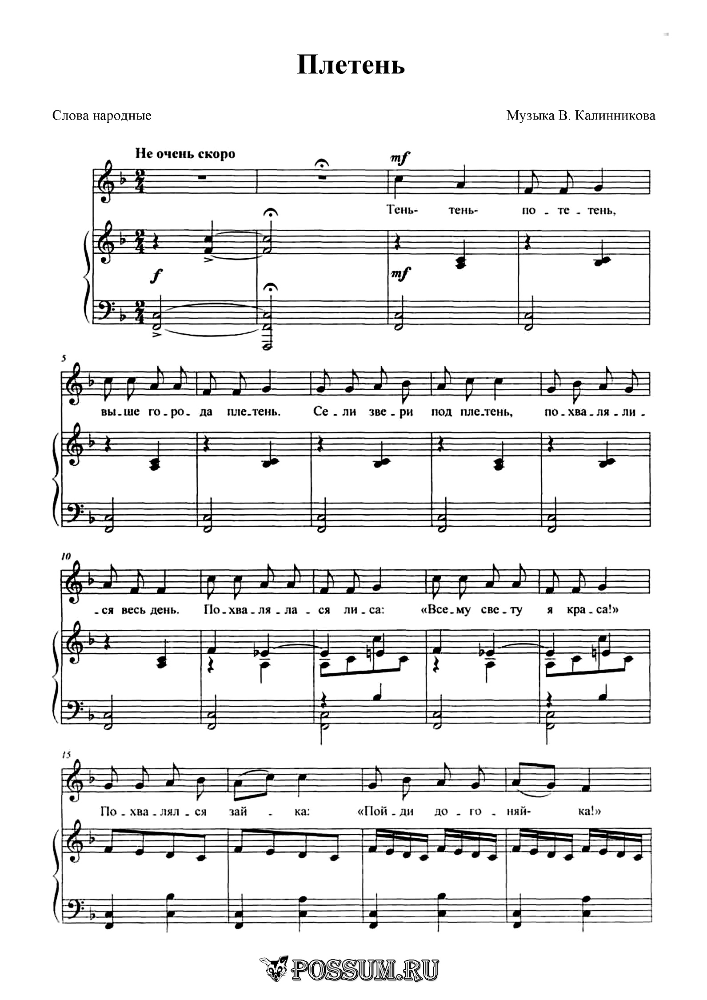 Плетень
Слова народные
Музыка В. Калинникова
Не очень скоро
mf
Тень- тень- по - те - тень,
f
mf
5
вы-ше го-ро-да пле-тень. Се - ли зве - ри под пле-тень, по-хва-ля-ли -
10
- ся весь день. По-хва-ля-ла-ся ли-са: «Все-му све-ту я кра-са!»
15
По-хва-лял-ся зай - ка: «Пой-ди до-го-няй- ка!»
POSSUM.RU